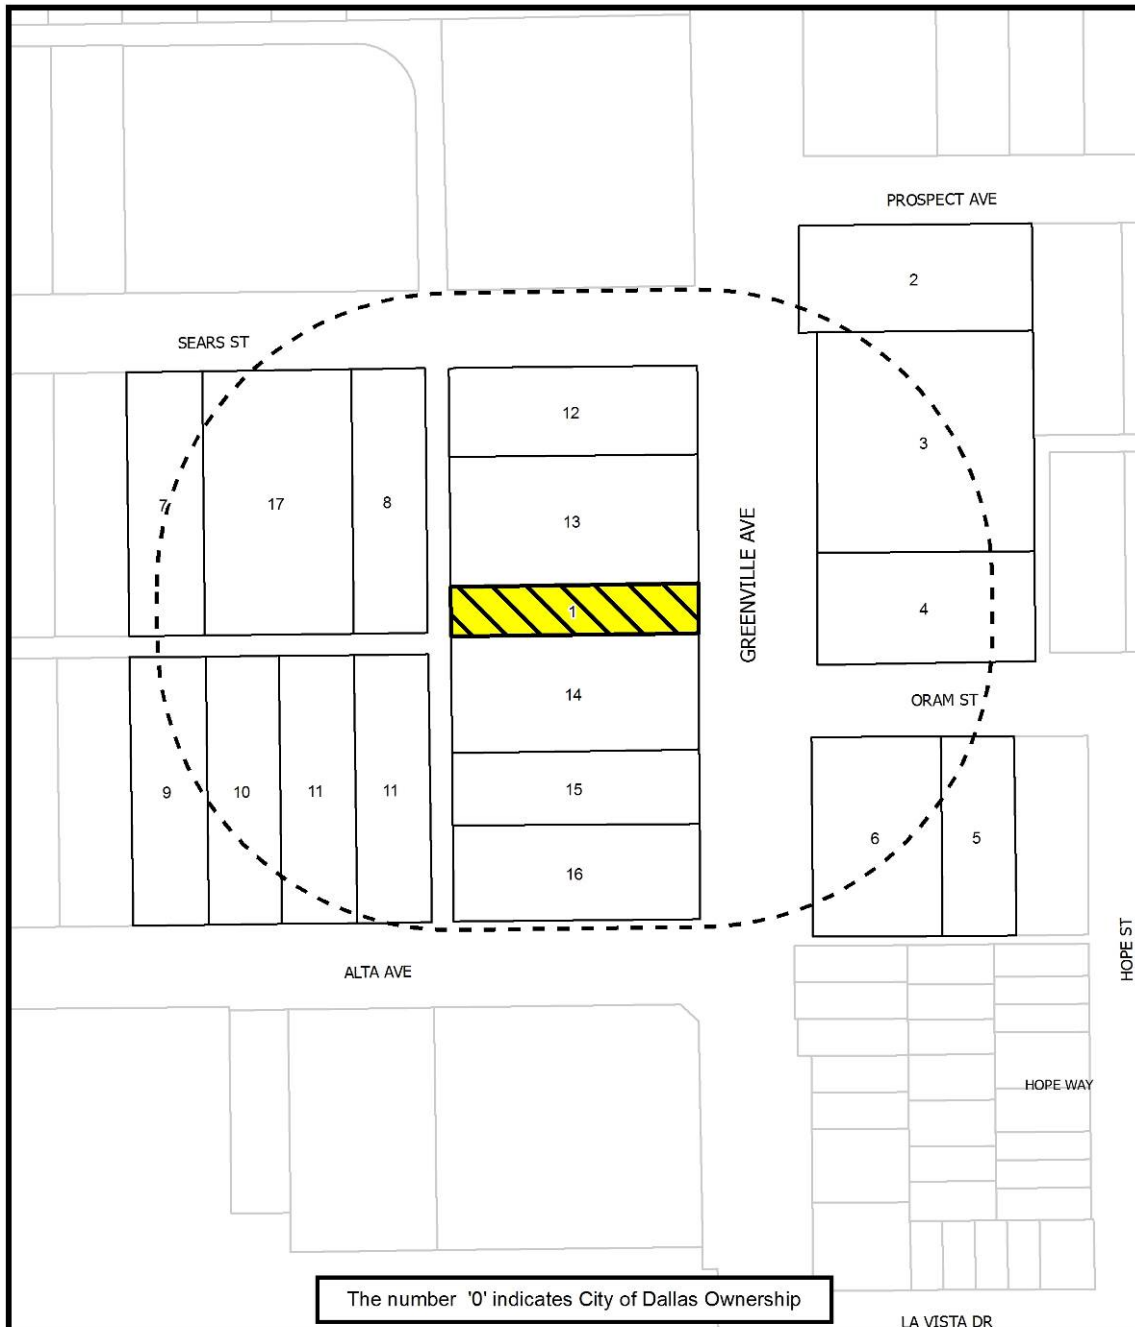 PROSPECT AVE
2
SEARS ST
12
3
7
17
8
13
GREENVILLE AVE
1
4
14
ORAM ST
9
10
11
11
15
6
5
16
HOPE ST
ALTA AVE
HOPE WAY
The number '0' indicates City of Dallas Ownership
LA VISTA DR